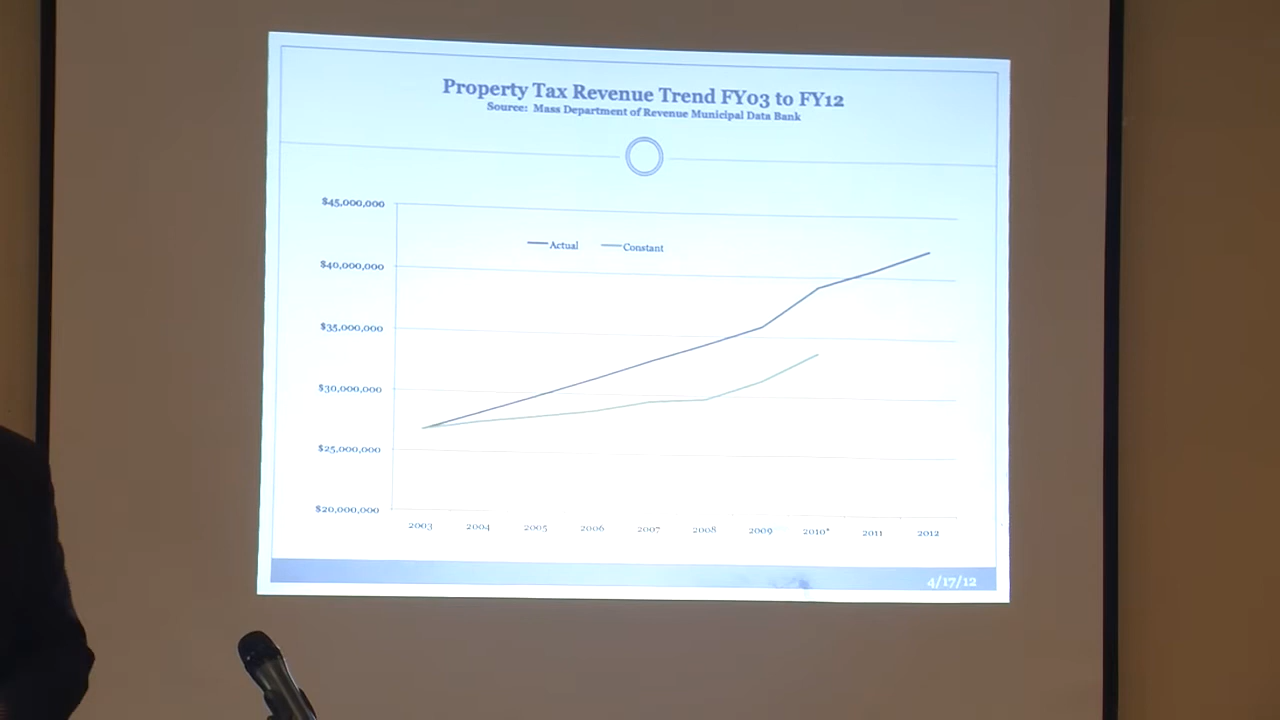 Property Tax Revenue Trend FY03 to FY12
Source: Mass Department of Revenue Municipal Data Bank
$45,000,000
Actual Constant
$40,000,000
$35,000,000
$30,000,000
$25,000,000
$20,000,000
2003 2004 2005 2006 2007 2008 2009 2010* 2011 2012
4/17/12